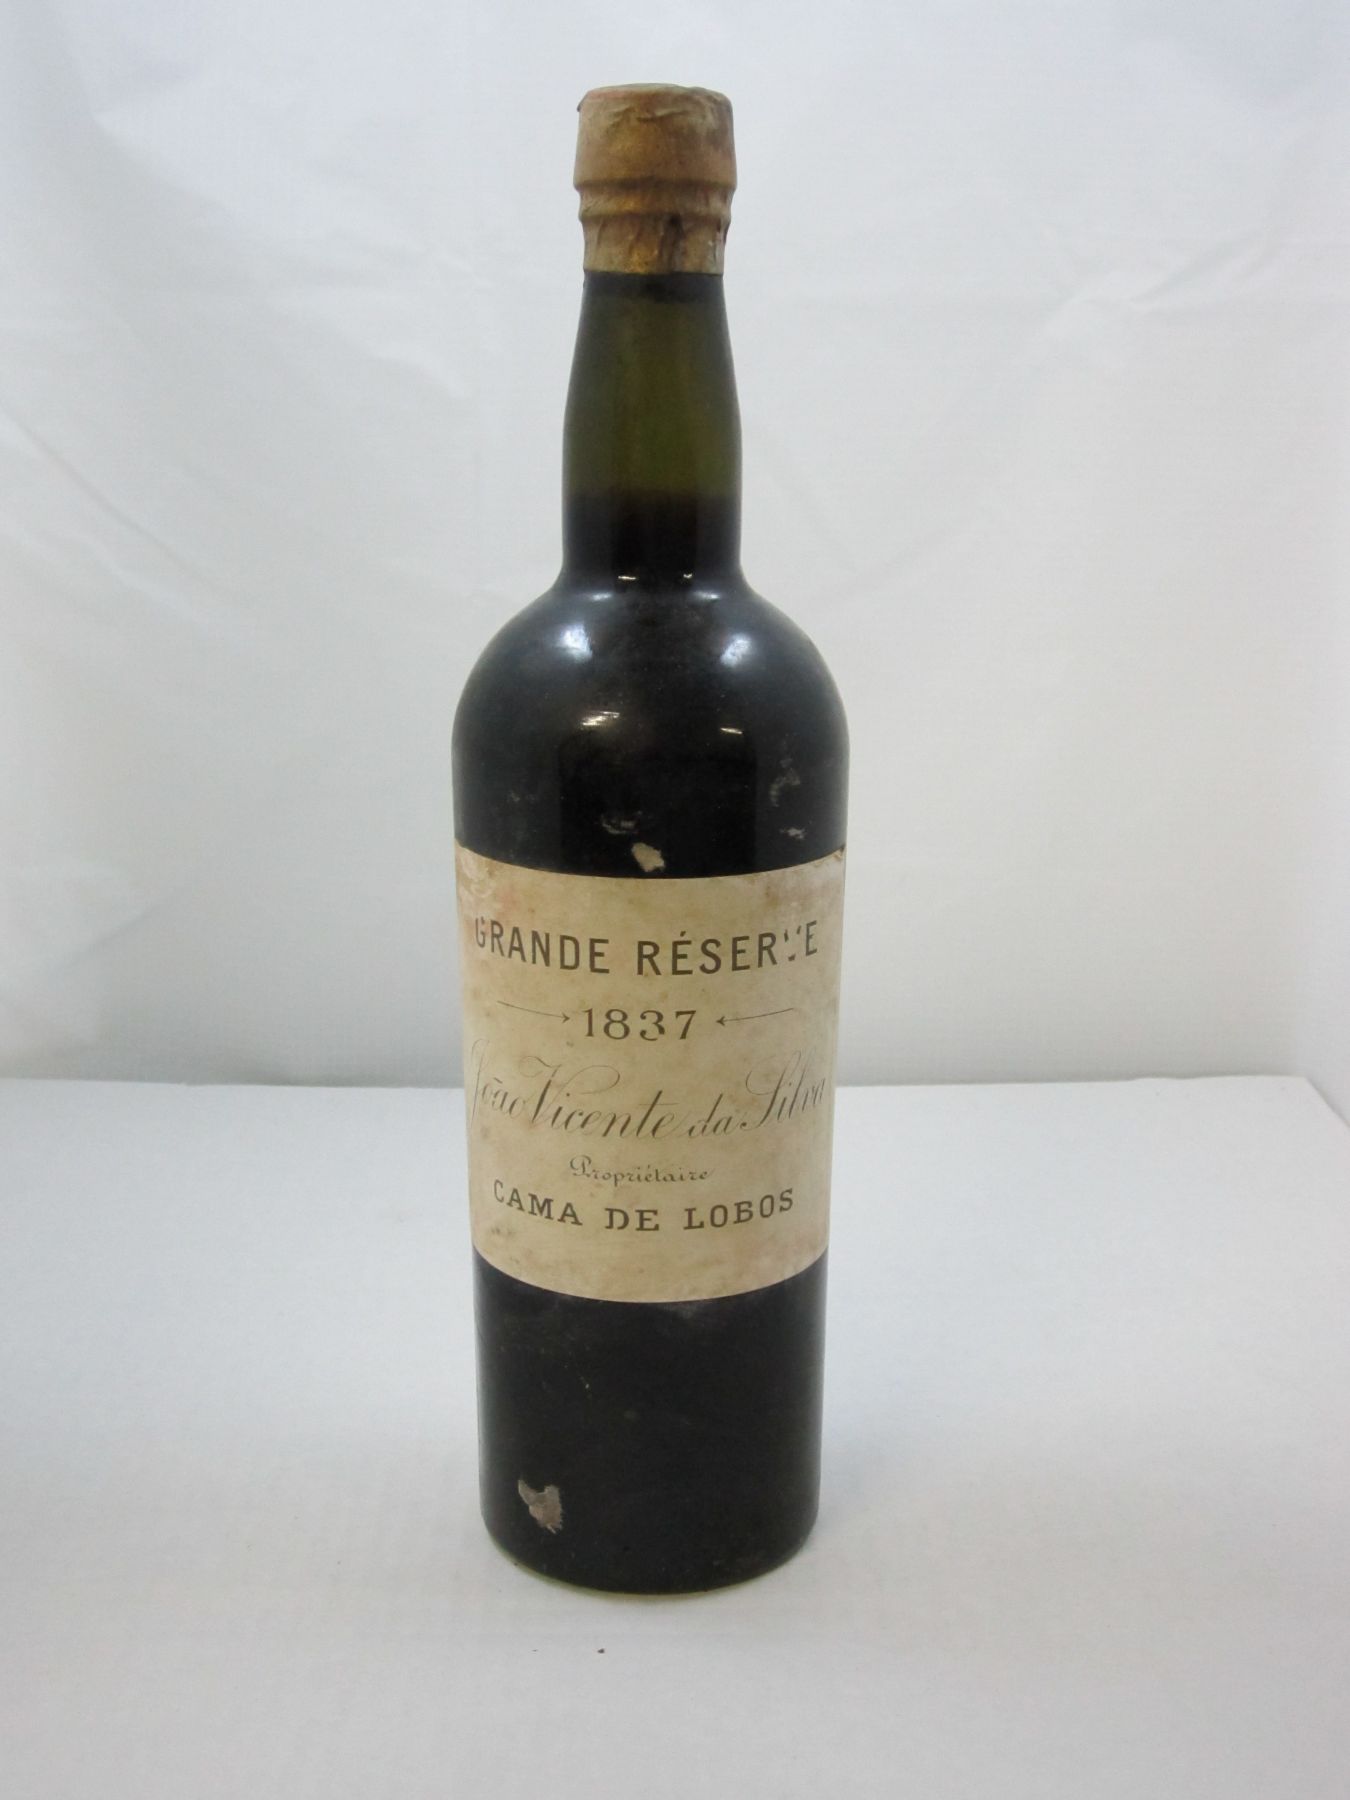 GRANDE RÉSERVE
1837
João Vicente da Silva
Propriétaire
CAMA DE LOBOS